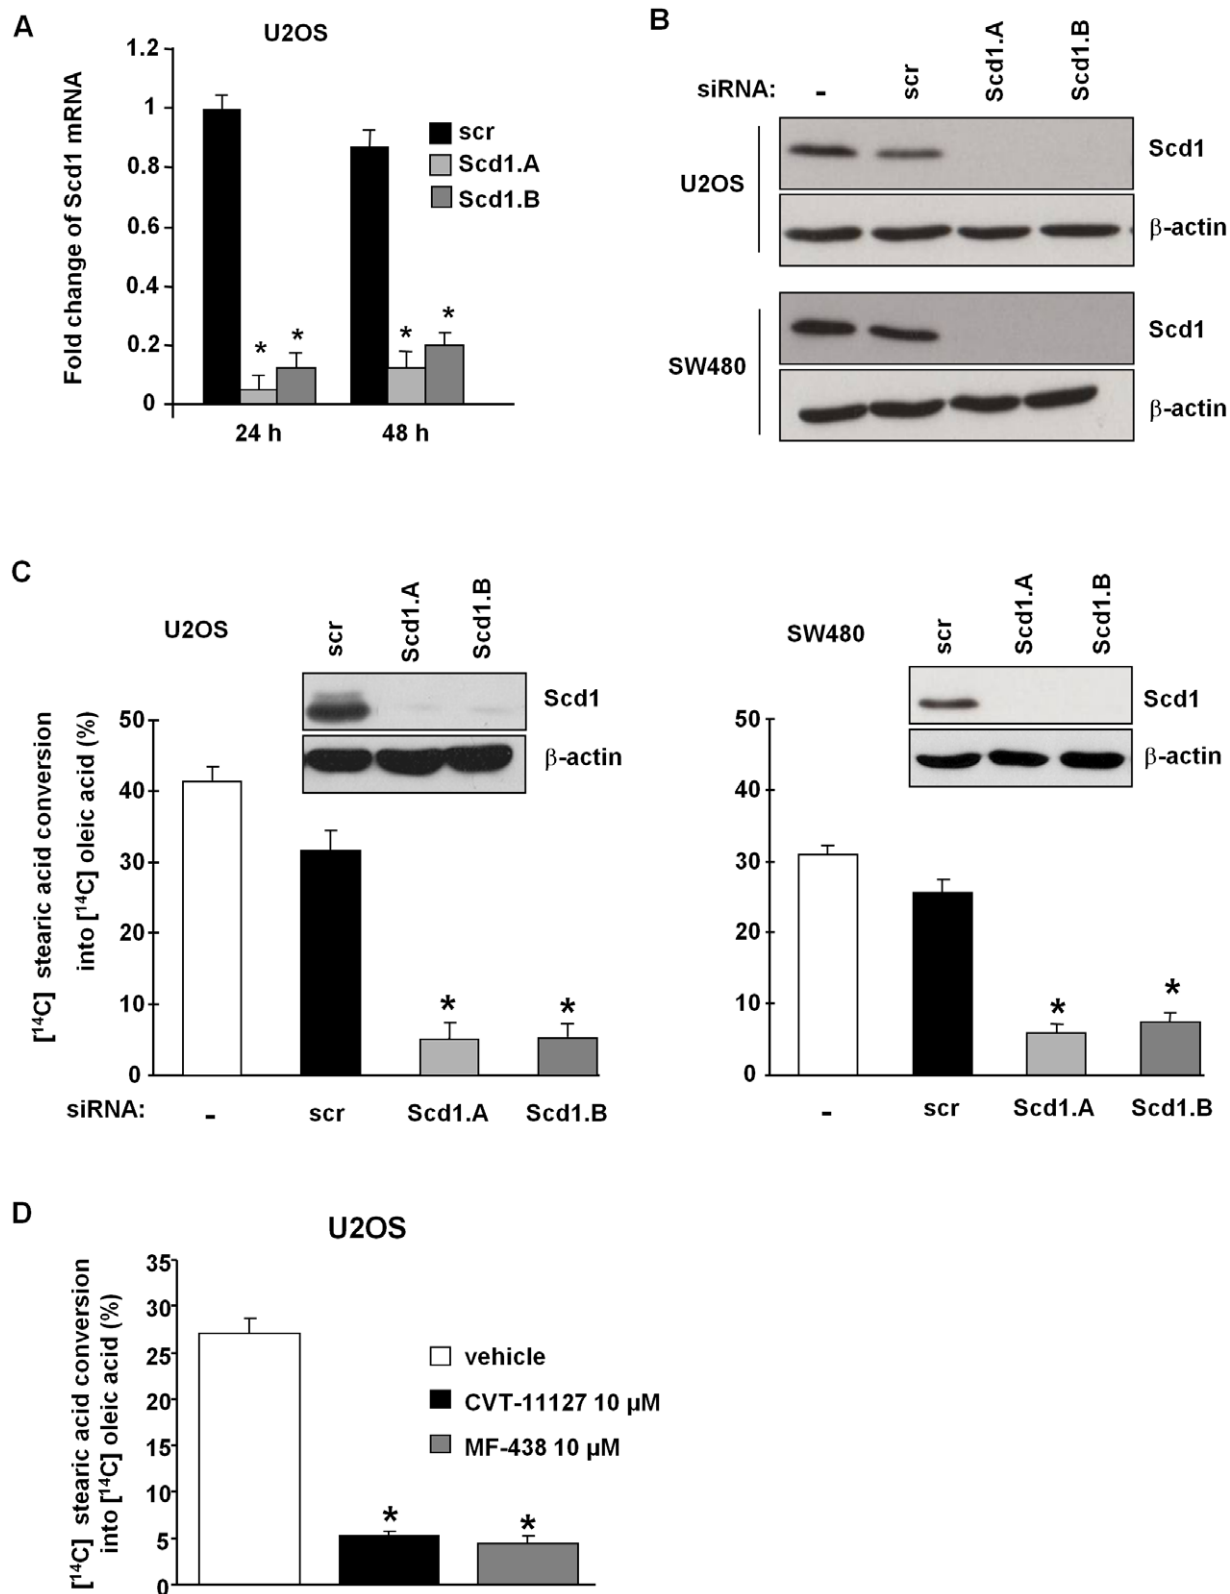 A
U2OS
Fold change of Scd1 mRNA
1.2
1
0.8
0.6
0.4
0.2
0
scr
Scd1.A
Scd1.B
*
*
*
*
24 h
48 h
B
siRNA:
-
scr
Scd1.A
Scd1.B
U2OS
Scd1
β-actin
SW480
Scd1
β-actin
C
U2OS
scr
Scd1.A
Scd1.B
Scd1
β-actin
[¹⁴C] stearic acid conversion
into [¹⁴C] oleic acid (%)
50
40
30
20
10
0
*
*
siRNA:
-
scr
Scd1.A
Scd1.B
SW480
scr
Scd1.A
Scd1.B
Scd1
β-actin
50
40
30
20
10
0
*
*
-
scr
Scd1.A
Scd1.B
D
U2OS
[¹⁴C] stearic acid conversion
into [¹⁴C] oleic acid (%)
35
30
25
20
15
10
5
0
vehicle
CVT-11127 10 µM
MF-438 10 µM
*
*